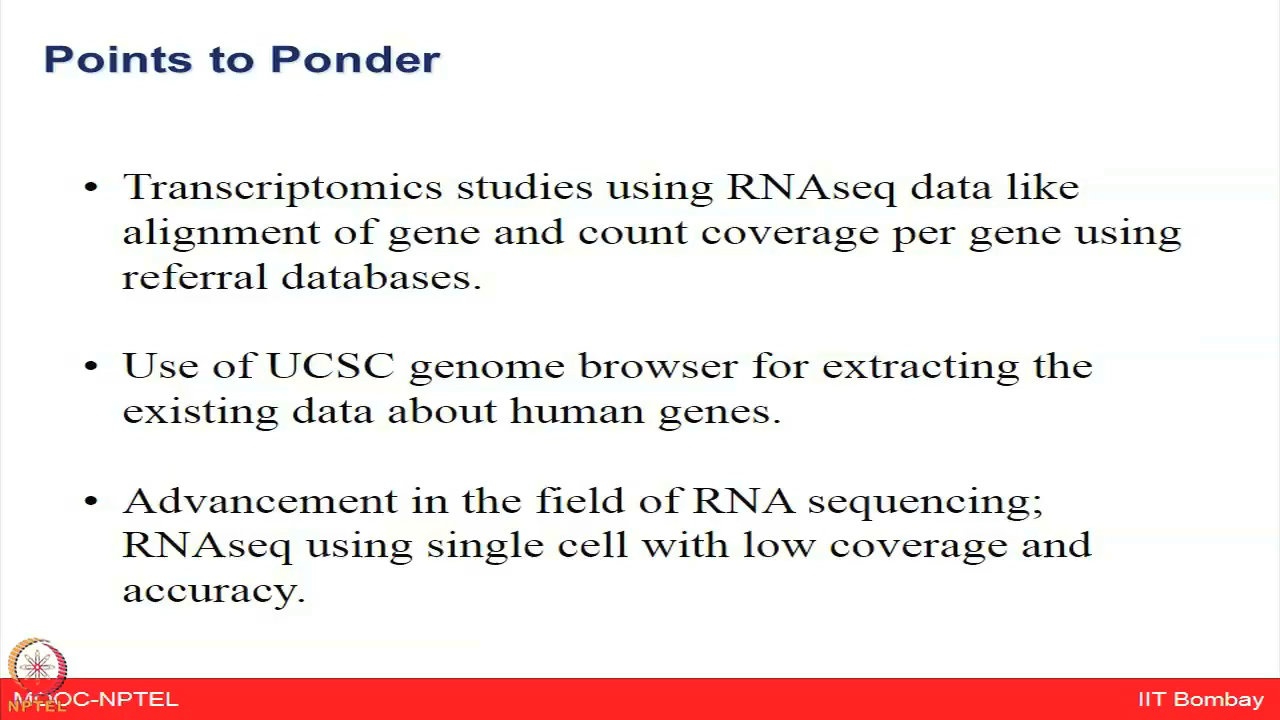 Points to Ponder
• Transcriptomics studies using RNAseq data like
alignment of gene and count coverage per gene using
referral databases.
• Use of UCSC genome browser for extracting the
existing data about human genes.
• Advancement in the field of RNA sequencing;
RNAseq using single cell with low coverage and
accuracy.
MOOC-NPTEL
NPTEL
IIT Bombay